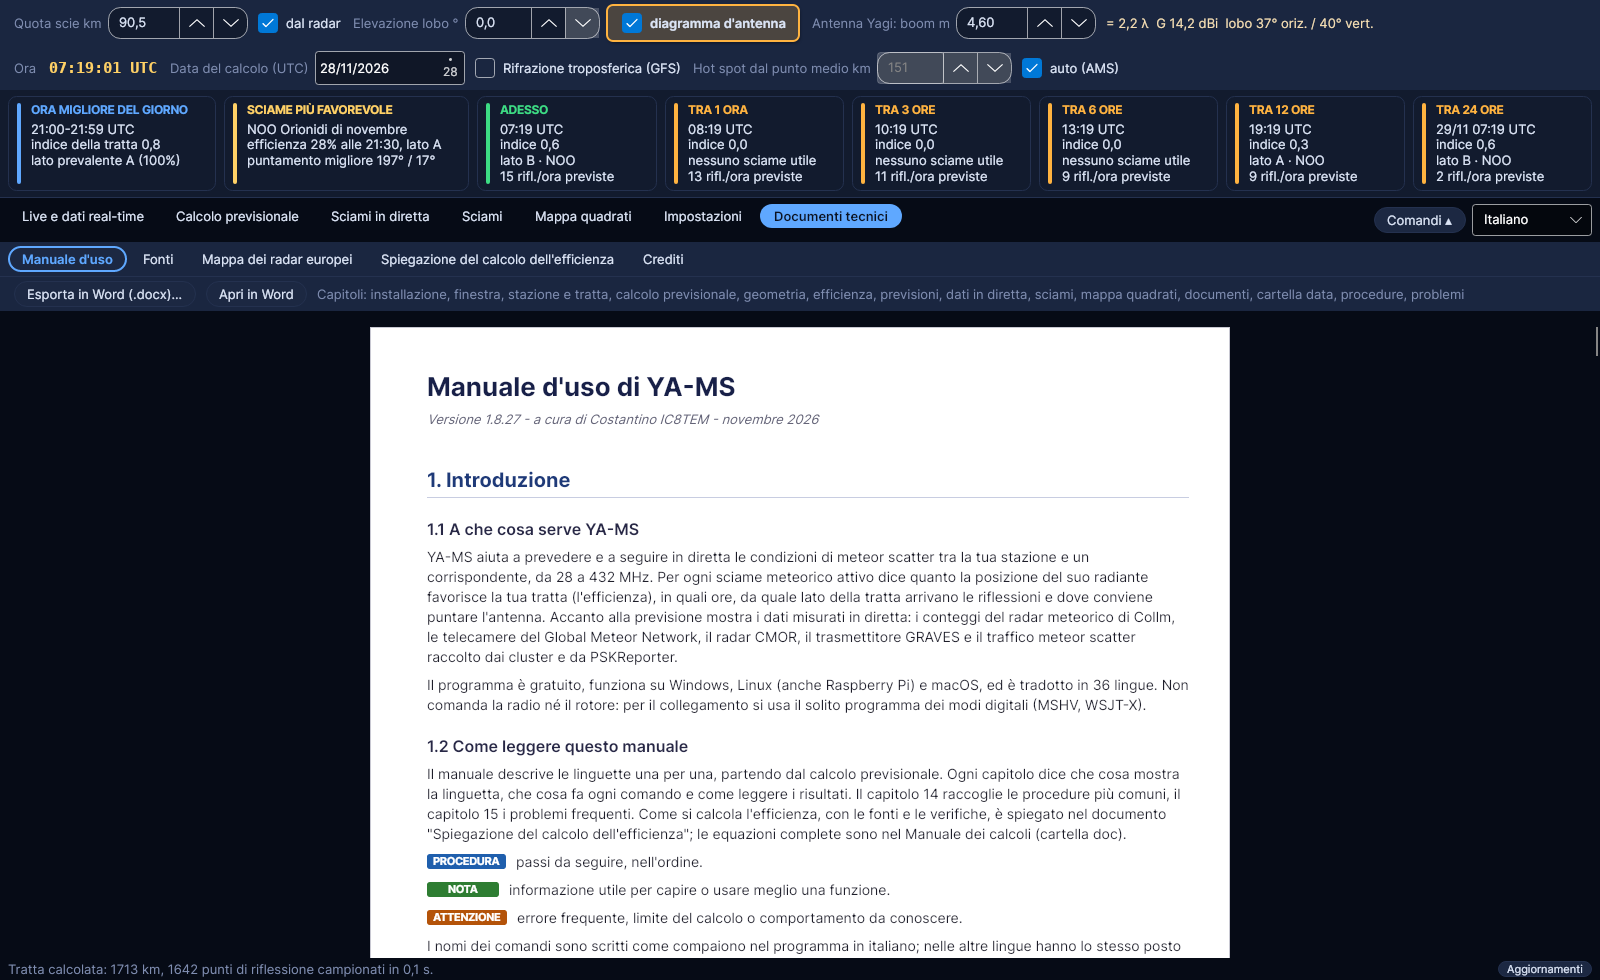 Quota scie km 90,5 dal radar Elevazione lobo ° 0,0 diagramma d'antenna Antenna Yagi: boom m 4,60 = 2,2 λ G 14,2 dBi lobo 37° oriz. / 40° vert.
Ora 07:19:01 UTC Data del calcolo (UTC) 28/11/2026 28 Rifrazione troposferica (GFS) Hot spot dal punto medio km 151 auto (AMS)
ORA MIGLIORE DEL GIORNO
21:00-21:59 UTC
indice della tratta 0,8
lato prevalente A (100%)
SCIAME PIÙ FAVOREVOLE
NOO Orionidi di novembre
efficienza 28% alle 21:30, lato A
puntamento migliore 197° / 17°
ADESSO
07:19 UTC
indice 0,6
lato B · NOO
15 rifl./ora previste
TRA 1 ORA
08:19 UTC
indice 0,0
nessuno sciame utile
13 rifl./ora previste
TRA 3 ORE
10:19 UTC
indice 0,0
nessuno sciame utile
11 rifl./ora previste
TRA 6 ORE
13:19 UTC
indice 0,0
nessuno sciame utile
9 rifl./ora previste
TRA 12 ORE
19:19 UTC
indice 0,3
lato A · NOO
9 rifl./ora previste
TRA 24 ORE
29/11 07:19 UTC
indice 0,6
lato B · NOO
2 rifl./ora previste
Live e dati real-time Calcolo previsionale Sciami in diretta Sciami Mappa quadrati Impostazioni Documenti tecnici Comandi ▴ Italiano
Manuale d'uso Fonti Mappa dei radar europei Spiegazione del calcolo dell'efficienza Crediti
Esporta in Word (.docx)... Apri in Word Capitoli: installazione, finestra, stazione e tratta, calcolo previsionale, geometria, efficienza, previsioni, dati in diretta, sciami, mappa quadrati, documenti, cartella data, procedure, problemi
Manuale d'uso di YA-MS
Versione 1.8.27 - a cura di Costantino IC8TEM - novembre 2026
1. Introduzione
1.1 A che cosa serve YA-MS
YA-MS aiuta a prevedere e a seguire in diretta le condizioni di meteor scatter tra la tua stazione e un
corrispondente, da 28 a 432 MHz. Per ogni sciame meteorico attivo dice quanto la posizione del suo radiante
favorisce la tua tratta (l'efficienza), in quali ore, da quale lato della tratta arrivano le riflessioni e dove conviene
puntare l'antenna. Accanto alla previsione mostra i dati misurati in diretta: i conteggi del radar meteorico di Collm,
le telecamere del Global Meteor Network, il radar CMOR, il trasmettitore GRAVES e il traffico meteor scatter
raccolto dai cluster e da PSKReporter.
Il programma è gratuito, funziona su Windows, Linux (anche Raspberry Pi) e macOS, ed è tradotto in 36 lingue. Non
comanda la radio né il rotore: per il collegamento si usa il solito programma dei modi digitali (MSHV, WSJT-X).
1.2 Come leggere questo manuale
Il manuale descrive le linguette una per una, partendo dal calcolo previsionale. Ogni capitolo dice che cosa mostra
la linguetta, che cosa fa ogni comando e come leggere i risultati. Il capitolo 14 raccoglie le procedure più comuni, il
capitolo 15 i problemi frequenti. Come si calcola l'efficienza, con le fonti e le verifiche, è spiegato nel documento
"Spiegazione del calcolo dell'efficienza"; le equazioni complete sono nel Manuale dei calcoli (cartella doc).
PROCEDURA passi da seguire, nell'ordine.
NOTA informazione utile per capire o usare meglio una funzione.
ATTENZIONE errore frequente, limite del calcolo o comportamento da conoscere.
I nomi dei comandi sono scritti come compaiono nel programma in italiano; nelle altre lingue hanno lo stesso posto
Tratta calcolata: 1713 km, 1642 punti di riflessione campionati in 0,1 s. Aggiornamenti